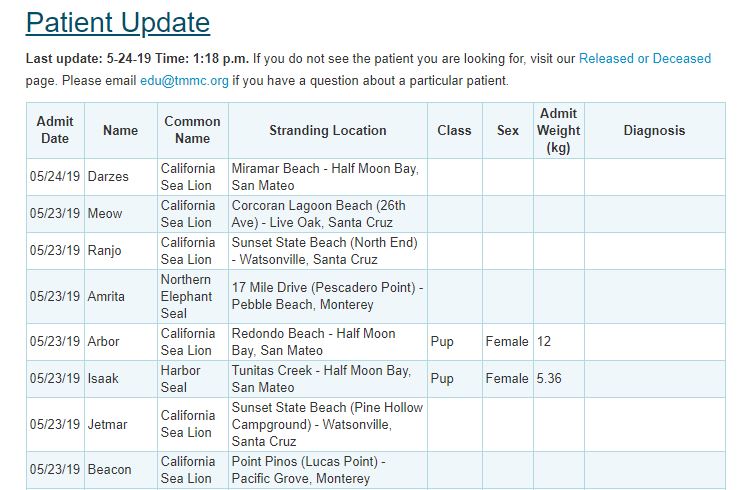 Patient Update
Last update: 5-24-19 Time: 1:18 p.m. If you do not see the patient you are looking for, visit our Released or Deceased
page. Please email edu@tmmc.org if you have a question about a particular patient.
Admit Date Name Common Name Stranding Location Class Sex Admit Weight (kg) Diagnosis
05/24/19 Darzes California Sea Lion Miramar Beach - Half Moon Bay, San Mateo
05/23/19 Meow California Sea Lion Corcoran Lagoon Beach (26th Ave) - Live Oak, Santa Cruz
05/23/19 Ranjo California Sea Lion Sunset State Beach (North End) - Watsonville, Santa Cruz
05/23/19 Amrita Northern Elephant Seal 17 Mile Drive (Pescadero Point) - Pebble Beach, Monterey
05/23/19 Arbor California Sea Lion Redondo Beach - Half Moon Bay, San Mateo Pup Female 12
05/23/19 Isaak Harbor Seal Tunitas Creek - Half Moon Bay, San Mateo Pup Female 5.36
05/23/19 Jetmar California Sea Lion Sunset State Beach (Pine Hollow Campground) - Watsonville, Santa Cruz
05/23/19 Beacon California Sea Lion Point Pinos (Lucas Point) - Pacific Grove, Monterey